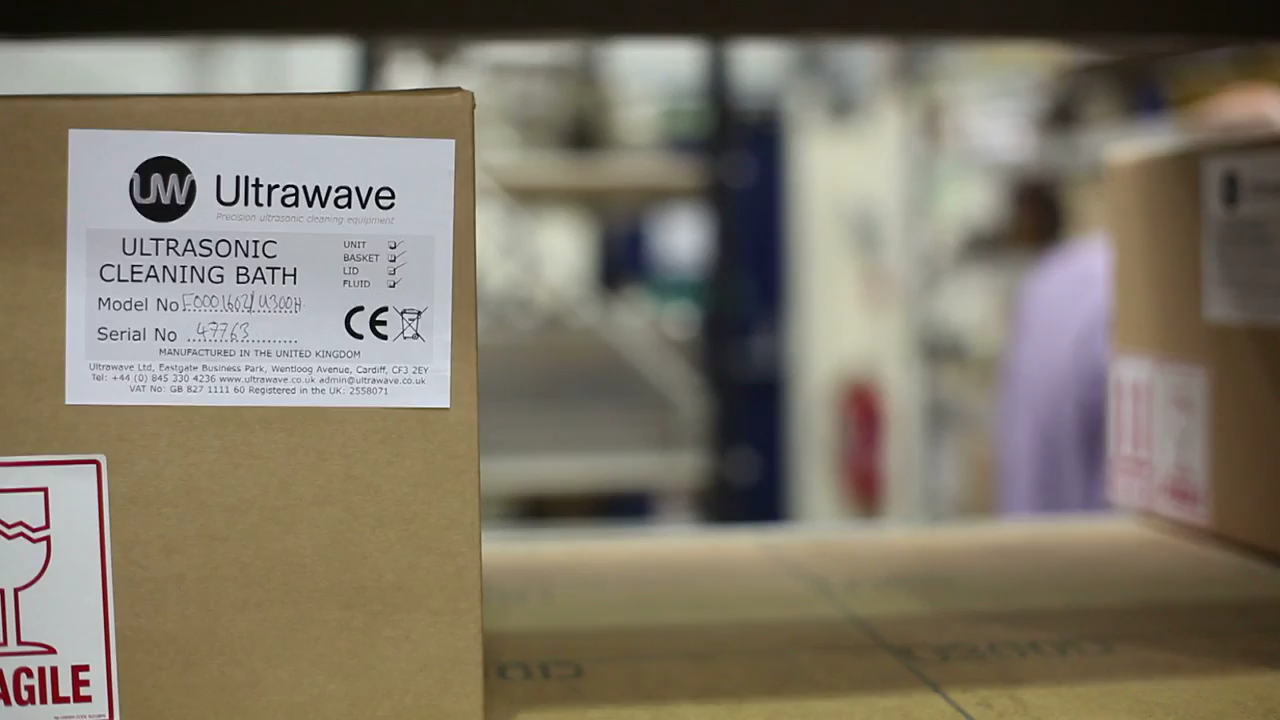 UW Ultrawave
Precision ultrasonic cleaning equipment
ULTRASONIC
CLEANING BATH
UNIT
BASKET
LID
FLUID
Model No F0001602/U300H
Serial No 47763
CE
MANUFACTURED IN THE UNITED KINGDOM
Ultrawave Ltd, Eastgate Business Park, Wentloog Avenue, Cardiff, CF3 2EY
Tel: +44 (0) 845 330 4236 www.ultrawave.co.uk admin@ultrawave.co.uk
VAT No: GB 827 1111 60 Registered in the UK: 2558071
AGILE